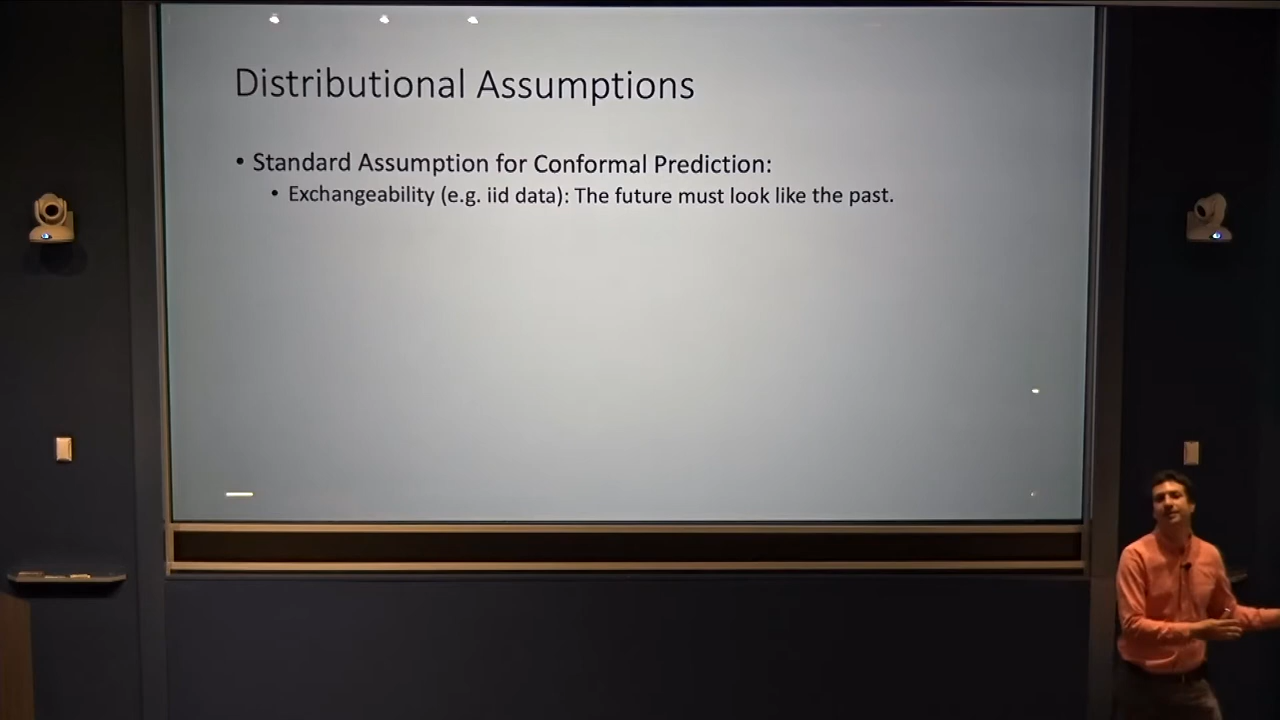 Distributional Assumptions
• Standard Assumption for Conformal Prediction:
• Exchangeability (e.g. iid data): The future must look like the past.